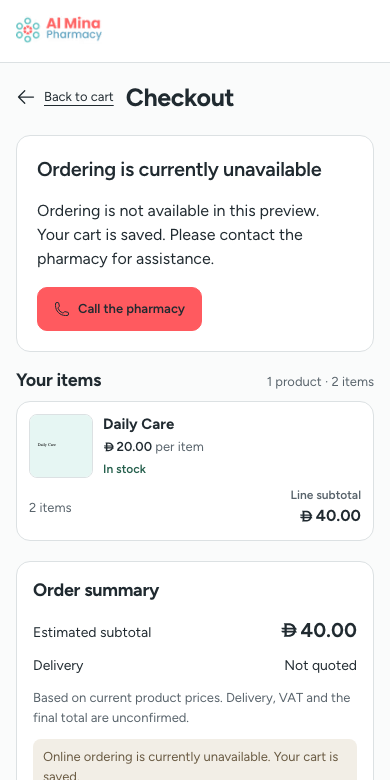 Al Mina
Pharmacy
Back to cart
Checkout
Ordering is currently unavailable
Ordering is not available in this preview.
Your cart is saved. Please contact the
pharmacy for assistance.
Call the pharmacy
Your items
1 product · 2 items
Daily Care
Daily Care
20.00 per item
In stock
2 items
Line subtotal
40.00
Order summary
Estimated subtotal
40.00
Delivery
Not quoted
Based on current product prices. Delivery, VAT and the
final total are unconfirmed.
Online ordering is currently unavailable. Your cart is
saved.